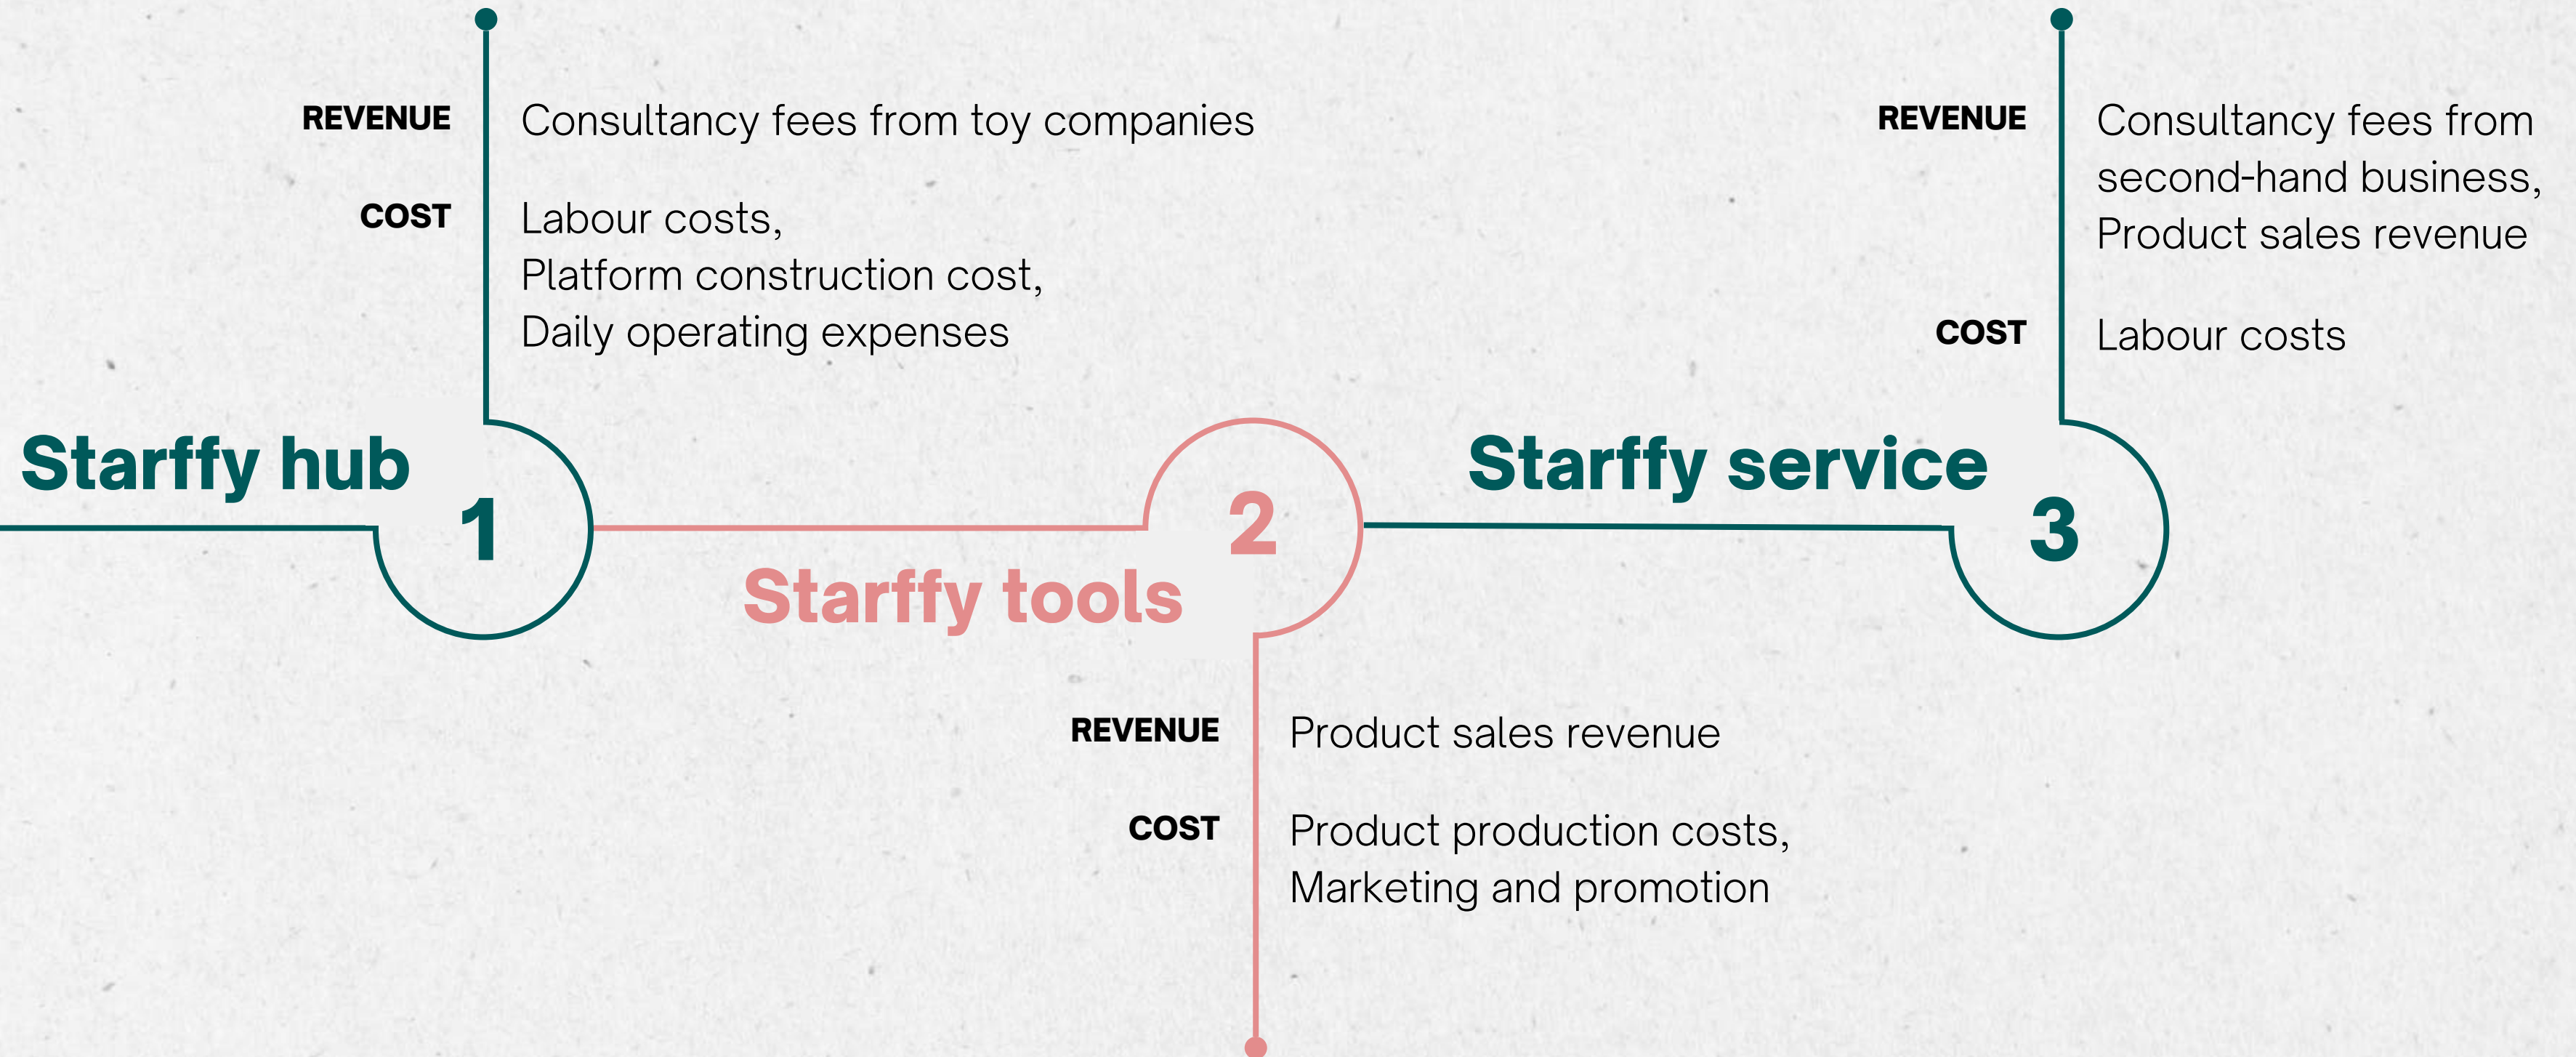 Starffy hub
1
REVENUE
Consultancy fees from toy companies
COST
Labour costs,
Platform construction cost,
Daily operating expenses
Starffy tools
2
REVENUE
Product sales revenue
COST
Product production costs,
Marketing and promotion
Starffy service
3
REVENUE
Consultancy fees from
second-hand business,
Product sales revenue
COST
Labour costs